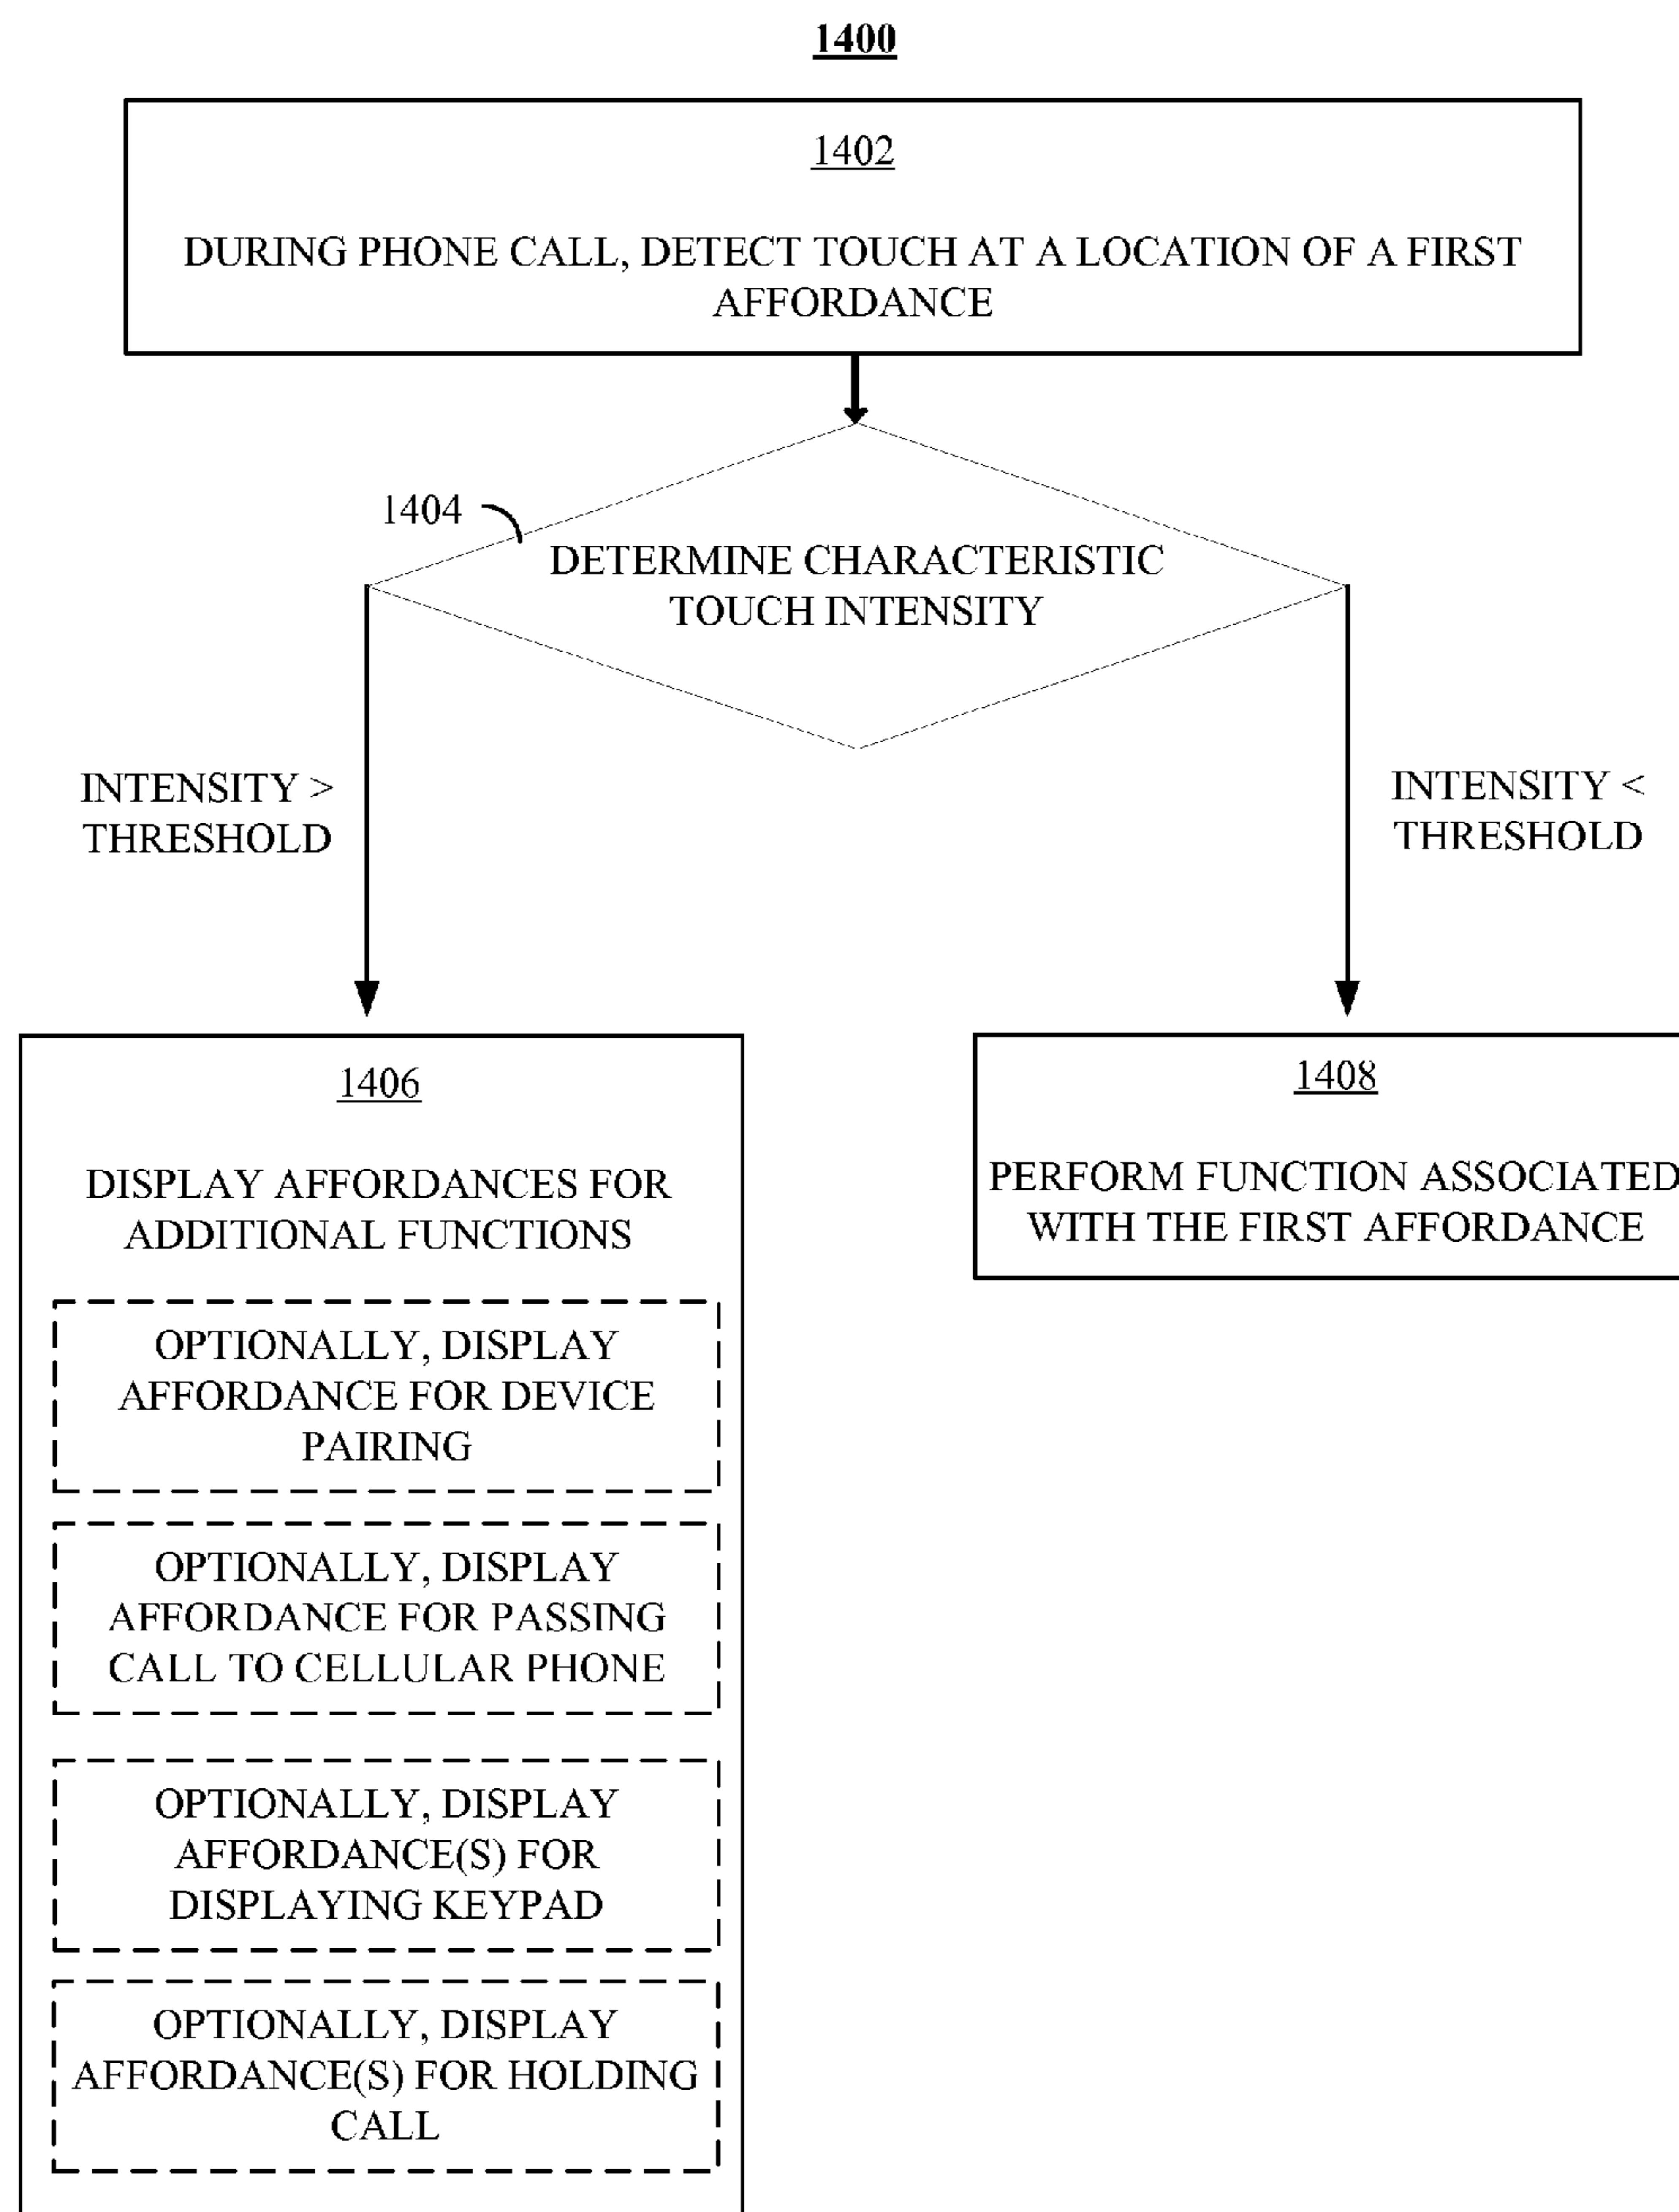 1400
1402
DURING PHONE CALL, DETECT TOUCH AT A LOCATION OF A FIRST
AFFORDANCE
1404
DETERMINE CHARACTERISTIC
TOUCH INTENSITY
INTENSITY >
THRESHOLD
INTENSITY <
THRESHOLD
1406
DISPLAY AFFORDANCES FOR
ADDITIONAL FUNCTIONS
OPTIONALLY, DISPLAY
AFFORDANCE FOR DEVICE
PAIRING
OPTIONALLY, DISPLAY
AFFORDANCE FOR PASSING
CALL TO CELLULAR PHONE
OPTIONALLY, DISPLAY
AFFORDANCE(S) FOR
DISPLAYING KEYPAD
OPTIONALLY, DISPLAY
AFFORDANCE(S) FOR HOLDING
CALL
1408
PERFORM FUNCTION ASSOCIATED
WITH THE FIRST AFFORDANCE